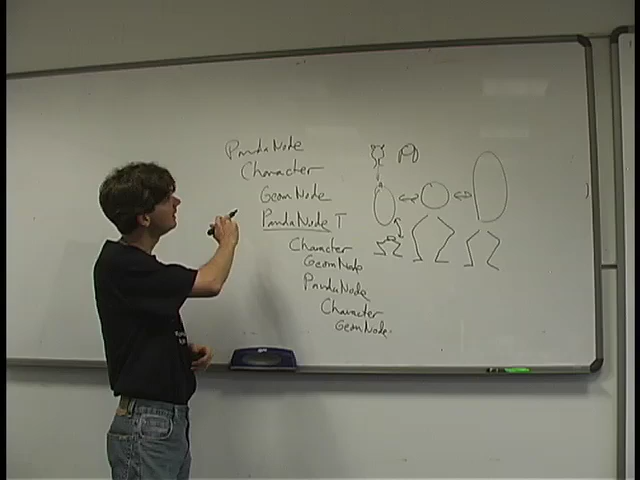 PandaNode
Character
GeomNode
PandaNode T
Character
GeomNode
PandaNode
Character
GeomNode